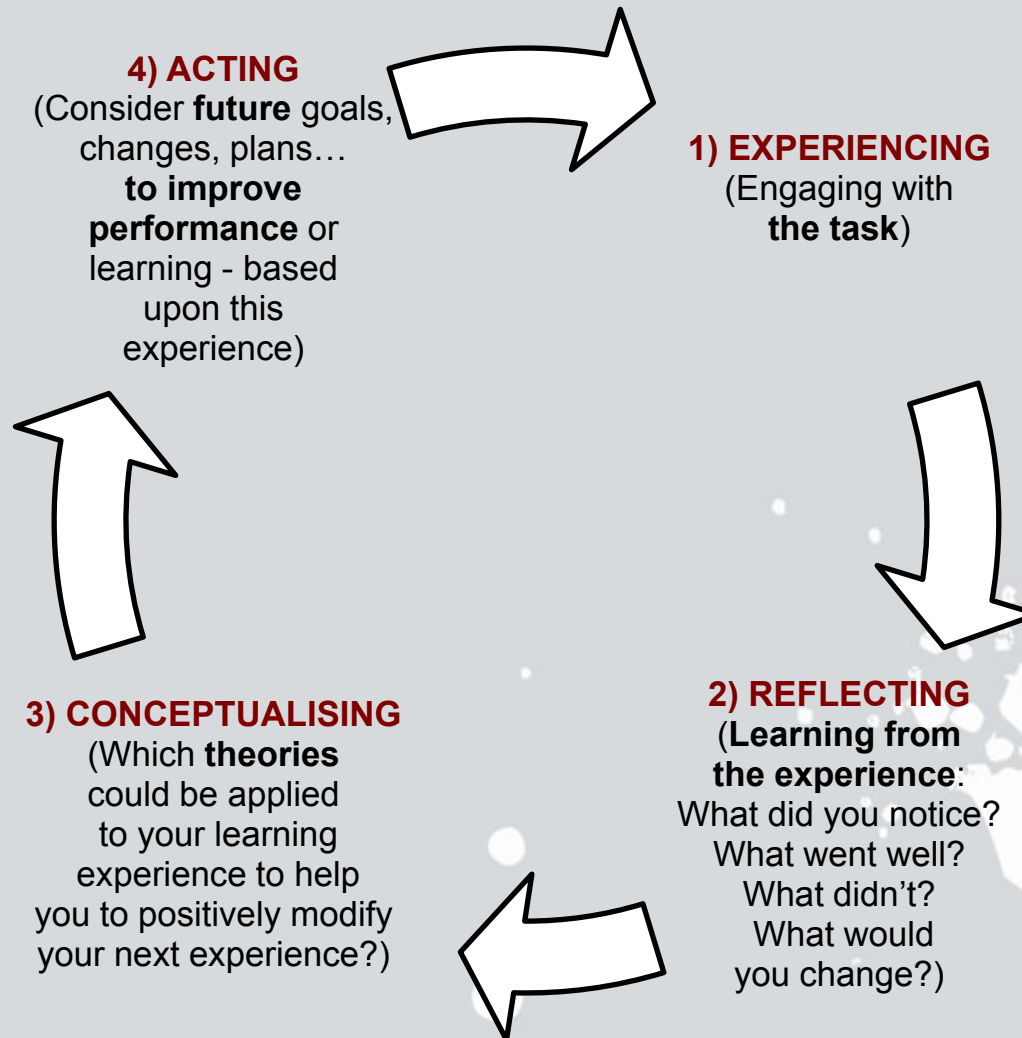 4) ACTING
(Consider future goals,
changes, plans…
to improve
performance or
learning - based
upon this
experience)
1) EXPERIENCING
(Engaging with
the task)
2) REFLECTING
(Learning from
the experience:
What did you notice?
What went well?
What didn’t?
What would
you change?)
3) CONCEPTUALISING
(Which theories
could be applied
to your learning
experience to help
you to positively modify
your next experience?)